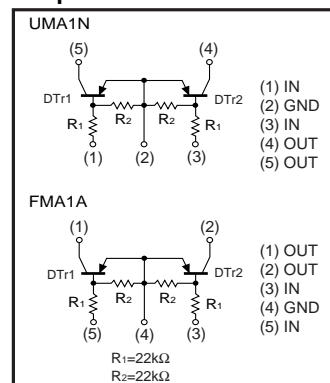 UMA1N
(5) (4)
DTr1 DTr2
R1 R2 R2 R1
(1) (2) (3)
(1) IN
(2) GND
(3) IN
(4) OUT
(5) OUT
FMA1A
(1) (2)
DTr1 DTr2
R1 R2 R2 R1
(5) (4) (3)
(1) OUT
(2) OUT
(3) IN
(4) GND
(5) IN
R1=22kΩ
R2=22kΩ